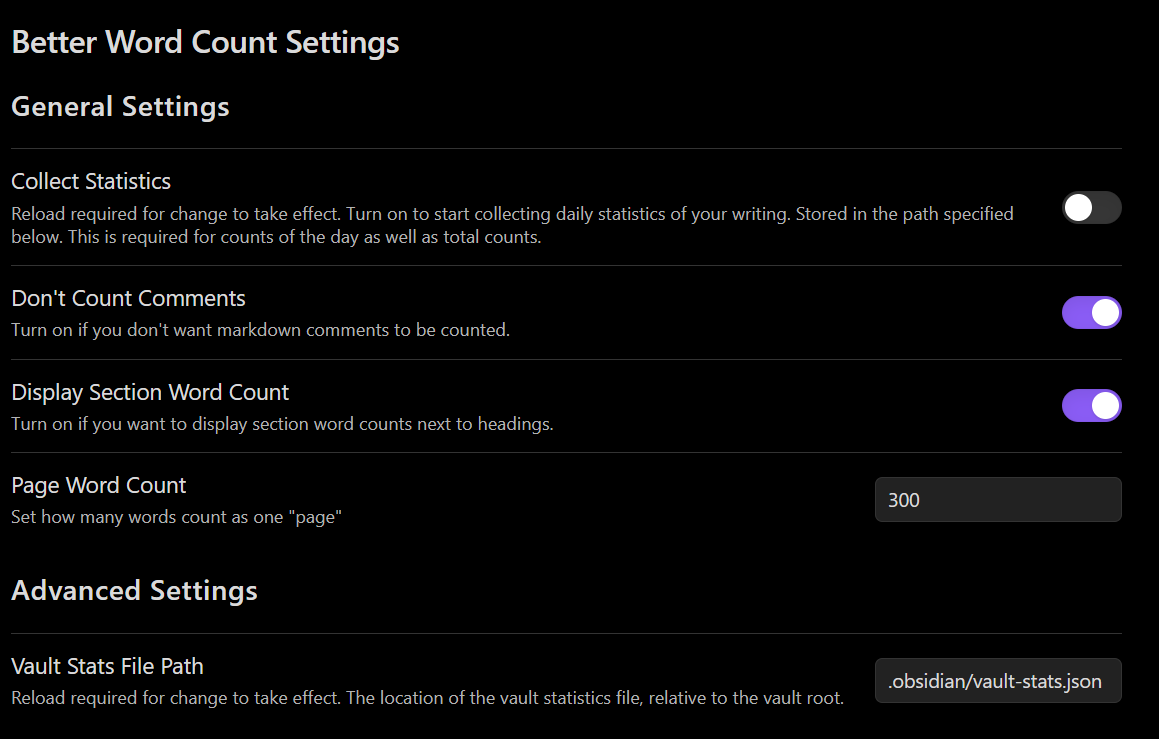 Better Word Count Settings
General Settings
Collect Statistics
Reload required for change to take effect. Turn on to start collecting daily statistics of your writing. Stored in the path specified
below. This is required for counts of the day as well as total counts.
Don't Count Comments
Turn on if you don't want markdown comments to be counted.
Display Section Word Count
Turn on if you want to display section word counts next to headings.
Page Word Count
Set how many words count as one "page"
300
Advanced Settings
Vault Stats File Path
Reload required for change to take effect. The location of the vault statistics file, relative to the vault root.
.obsidian/vault-stats.json